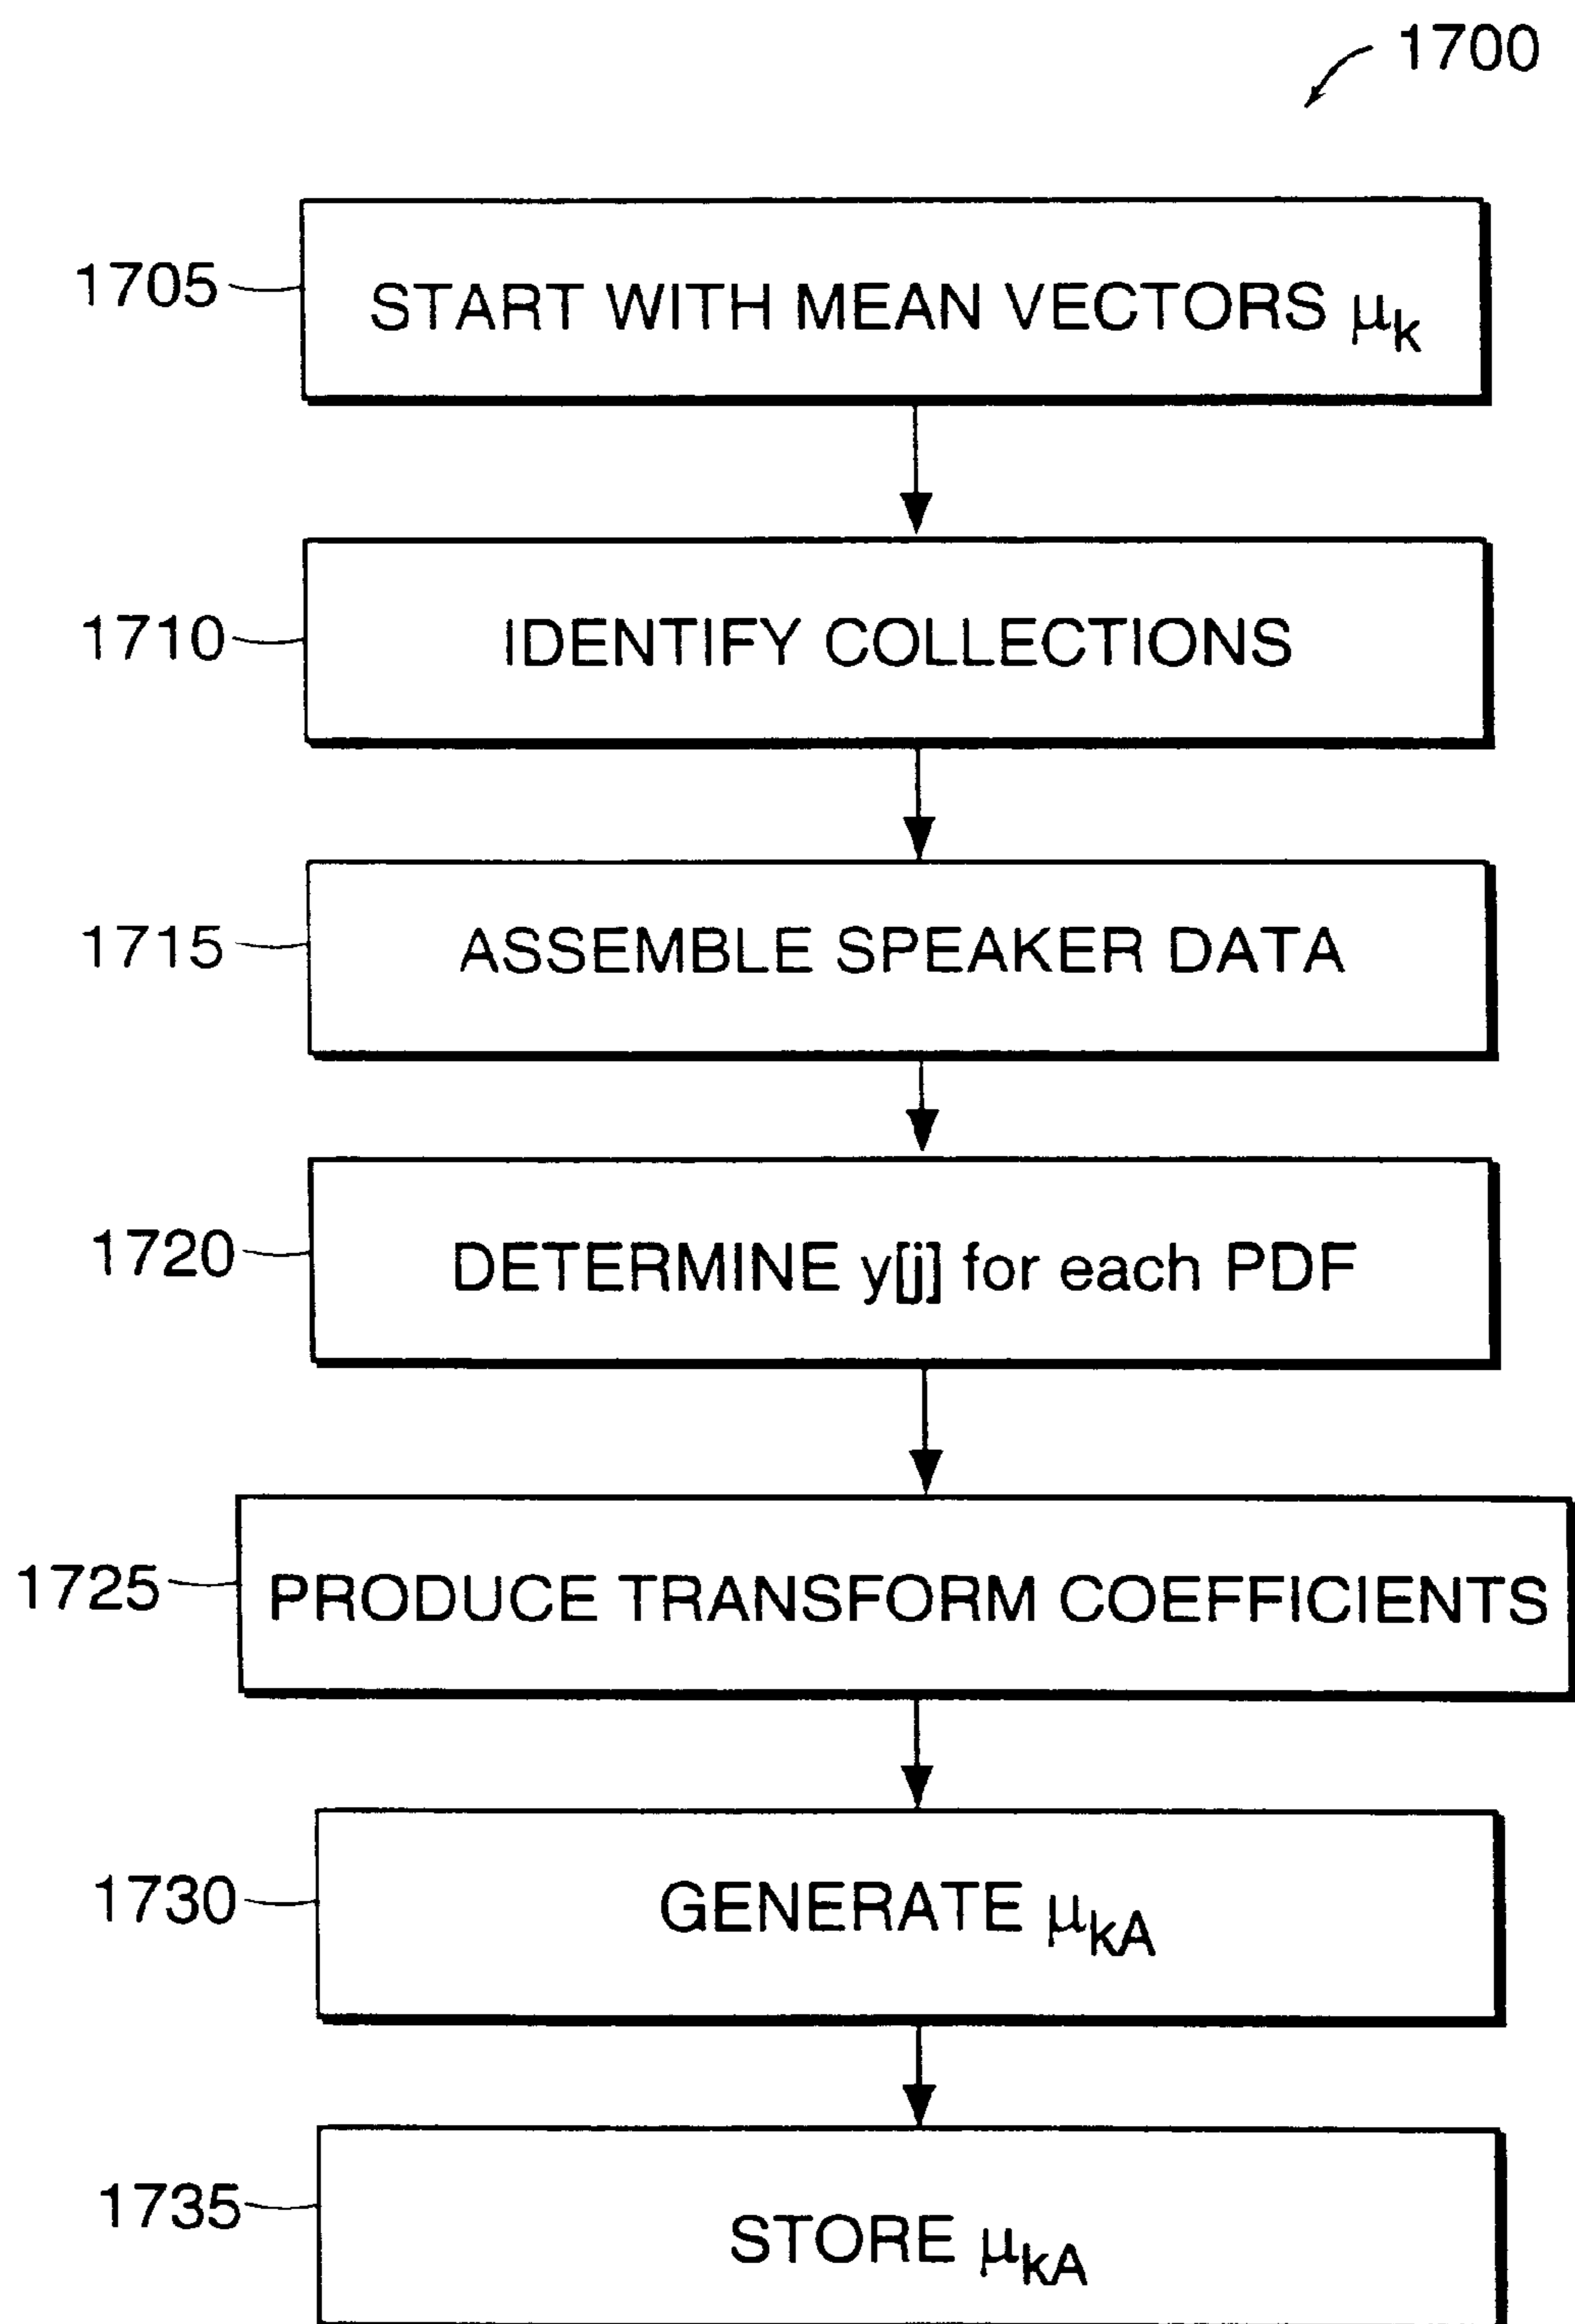 1700
1705 START WITH MEAN VECTORS μk
1710 IDENTIFY COLLECTIONS
1715 ASSEMBLE SPEAKER DATA
1720 DETERMINE y[j] for each PDF
1725 PRODUCE TRANSFORM COEFFICIENTS
1730 GENERATE μkA
1735 STORE μkA